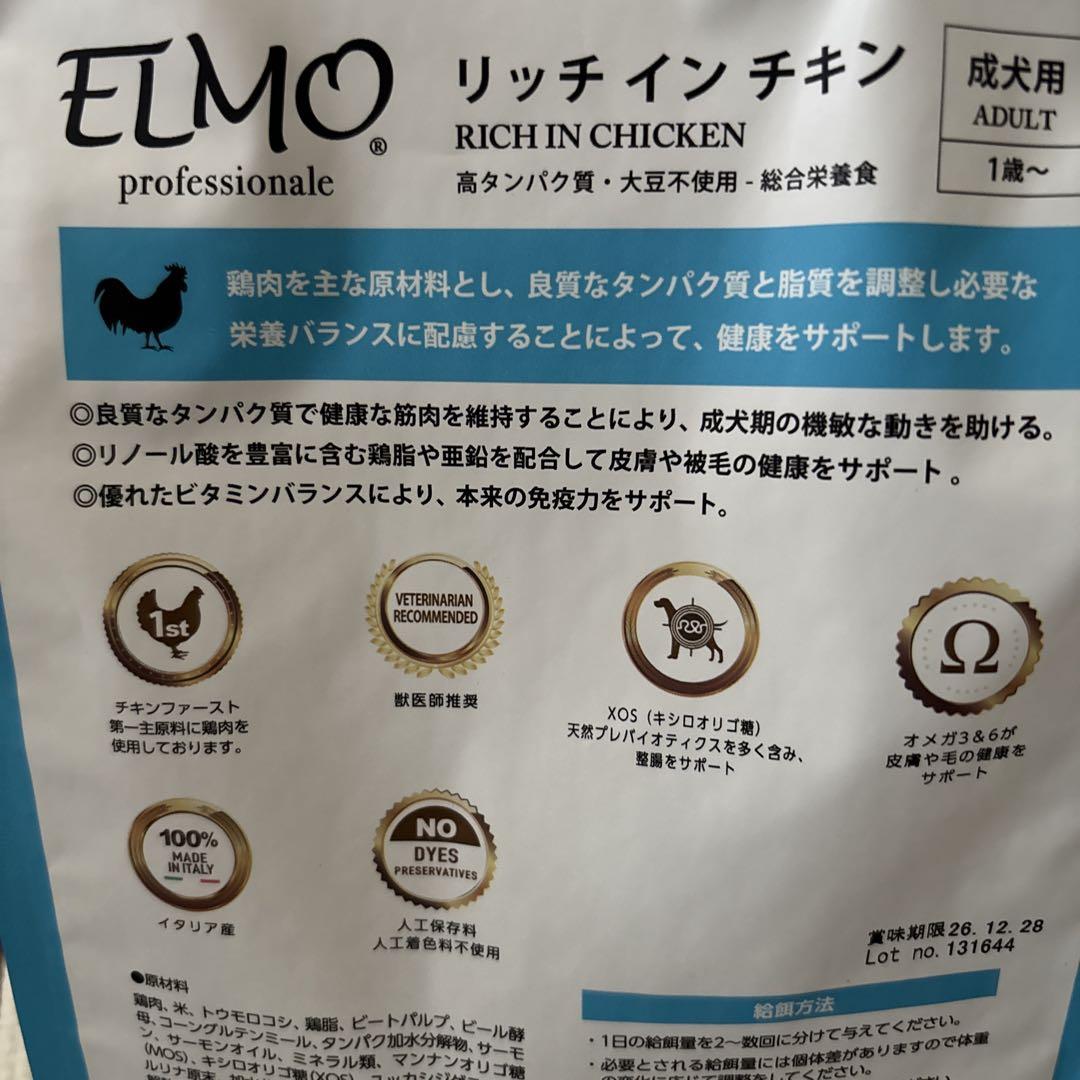 ELMO®
professionale
リッチ イン チキン
RICH IN CHICKEN
高タンパク質・大豆不使用 - 総合栄養食
成犬用
ADULT
1歳～
鶏肉を主な原材料とし、良質なタンパク質と脂質を調整し必要な
栄養バランスに配慮することによって、健康をサポートします。
◎良質なタンパク質で健康な筋肉を維持することにより、成犬期の機敏な動きを助ける。
◎リノール酸を豊富に含む鶏脂や亜鉛を配合して皮膚や被毛の健康をサポート 。
◎優れたビタミンバランスにより、本来の免疫力をサポート。
1st
チキンファースト
第一主原料に鶏肉を
使用しております。
VETERINARIAN
RECOMMENDED
獣医師推奨
XOS（キシロオリゴ糖）
天然プレバイオティクスを多く含み、
整腸をサポート
Ω
オメガ3＆6が
皮膚や毛の健康を
サポート
100%
MADE
IN ITALY
イタリア産
NO
DYES
PRESERVATIVES
人工保存料
人工着色料不使用
賞味期限26.12.28
Lot no.131644
●原材料
鶏肉、米、トウモロコシ、鶏脂、ビートパルプ、ビール酵
母、コーングルテンミール、タンパク加水分解物、サーモ
ン、サーモンオイル、ミネラル類、マンナンオリゴ糖
(MOS)、キシロオリゴ糖(XOS)、ユッカシジゲ
給餌方法
・1日の給餌量を2～数回に分けて与えてください。
・必要とされる給餌量には個体差がありますので体重
の変化に応じて調整をしてください。